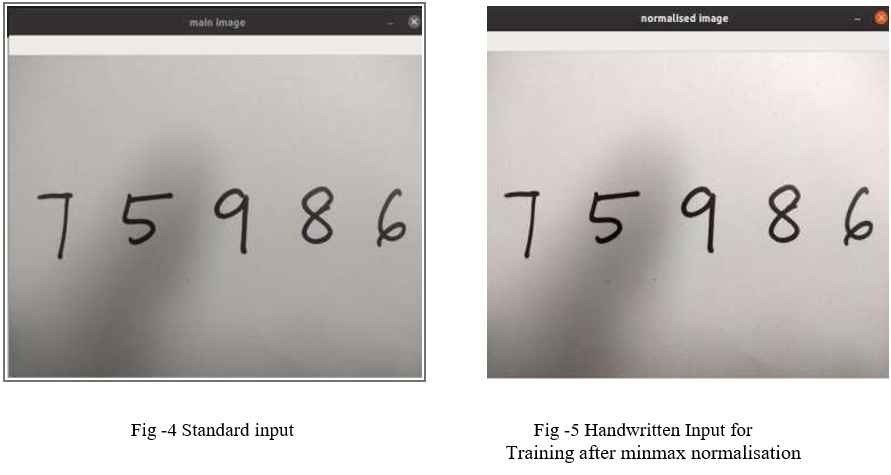 main image
7 5 9 8 6
Fig -4 Standard input
normalised image
7 5 9 8 6
Fig -5 Handwritten Input for
Training after minmax normalisation